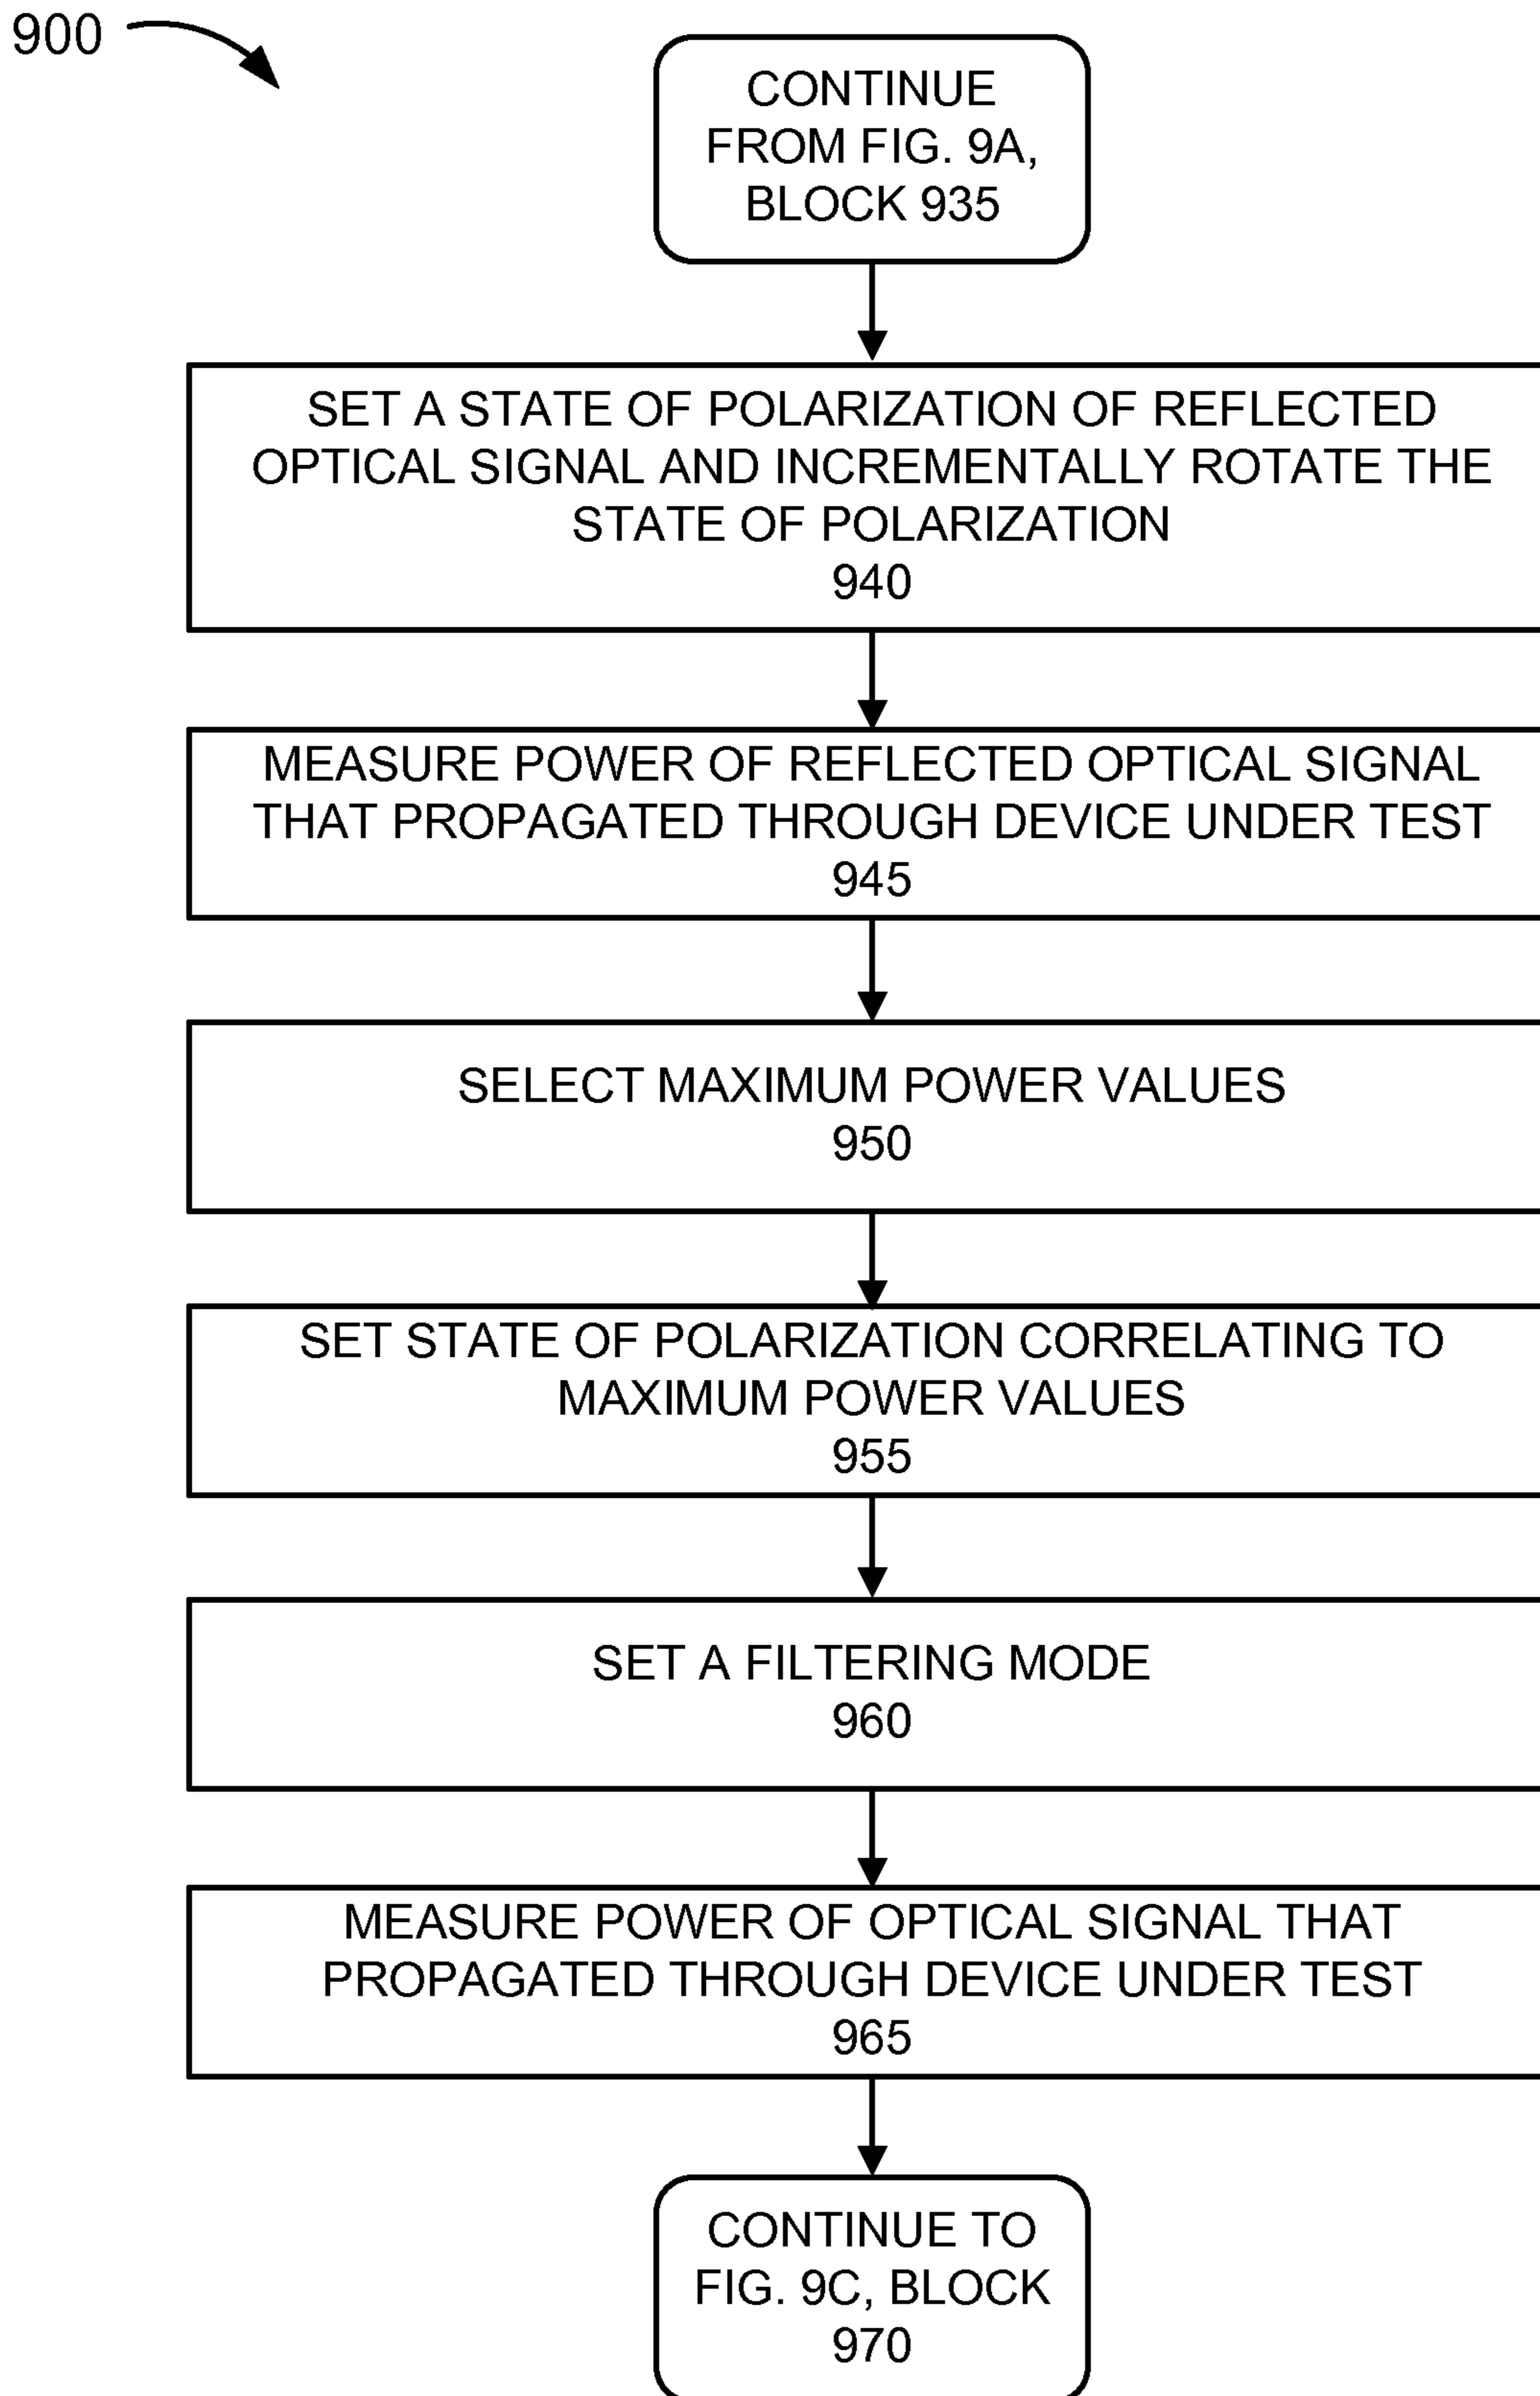 900
CONTINUE
FROM FIG. 9A,
BLOCK 935
SET A STATE OF POLARIZATION OF REFLECTED
OPTICAL SIGNAL AND INCREMENTALLY ROTATE THE
STATE OF POLARIZATION
940
MEASURE POWER OF REFLECTED OPTICAL SIGNAL
THAT PROPAGATED THROUGH DEVICE UNDER TEST
945
SELECT MAXIMUM POWER VALUES
950
SET STATE OF POLARIZATION CORRELATING TO
MAXIMUM POWER VALUES
955
SET A FILTERING MODE
960
MEASURE POWER OF OPTICAL SIGNAL THAT
PROPAGATED THROUGH DEVICE UNDER TEST
965
CONTINUE TO
FIG. 9C, BLOCK
970